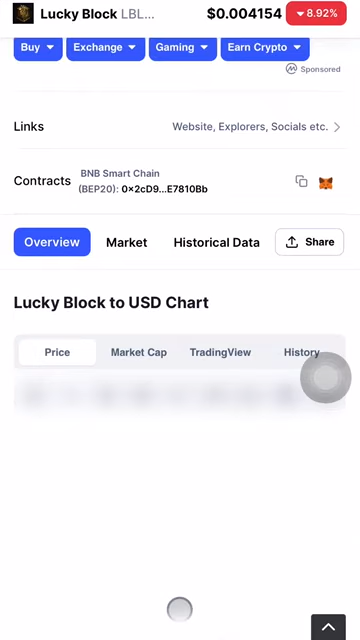 Lucky Block LBL... $0.004154 8.92%
Buy Exchange Gaming Earn Crypto
Sponsored
Links Website, Explorers, Socials etc.
BNB Smart Chain
Contracts (BEP20): 0x2cD9...E7810Bb
Overview Market Historical Data Share
Lucky Block to USD Chart
Price Market Cap TradingView History